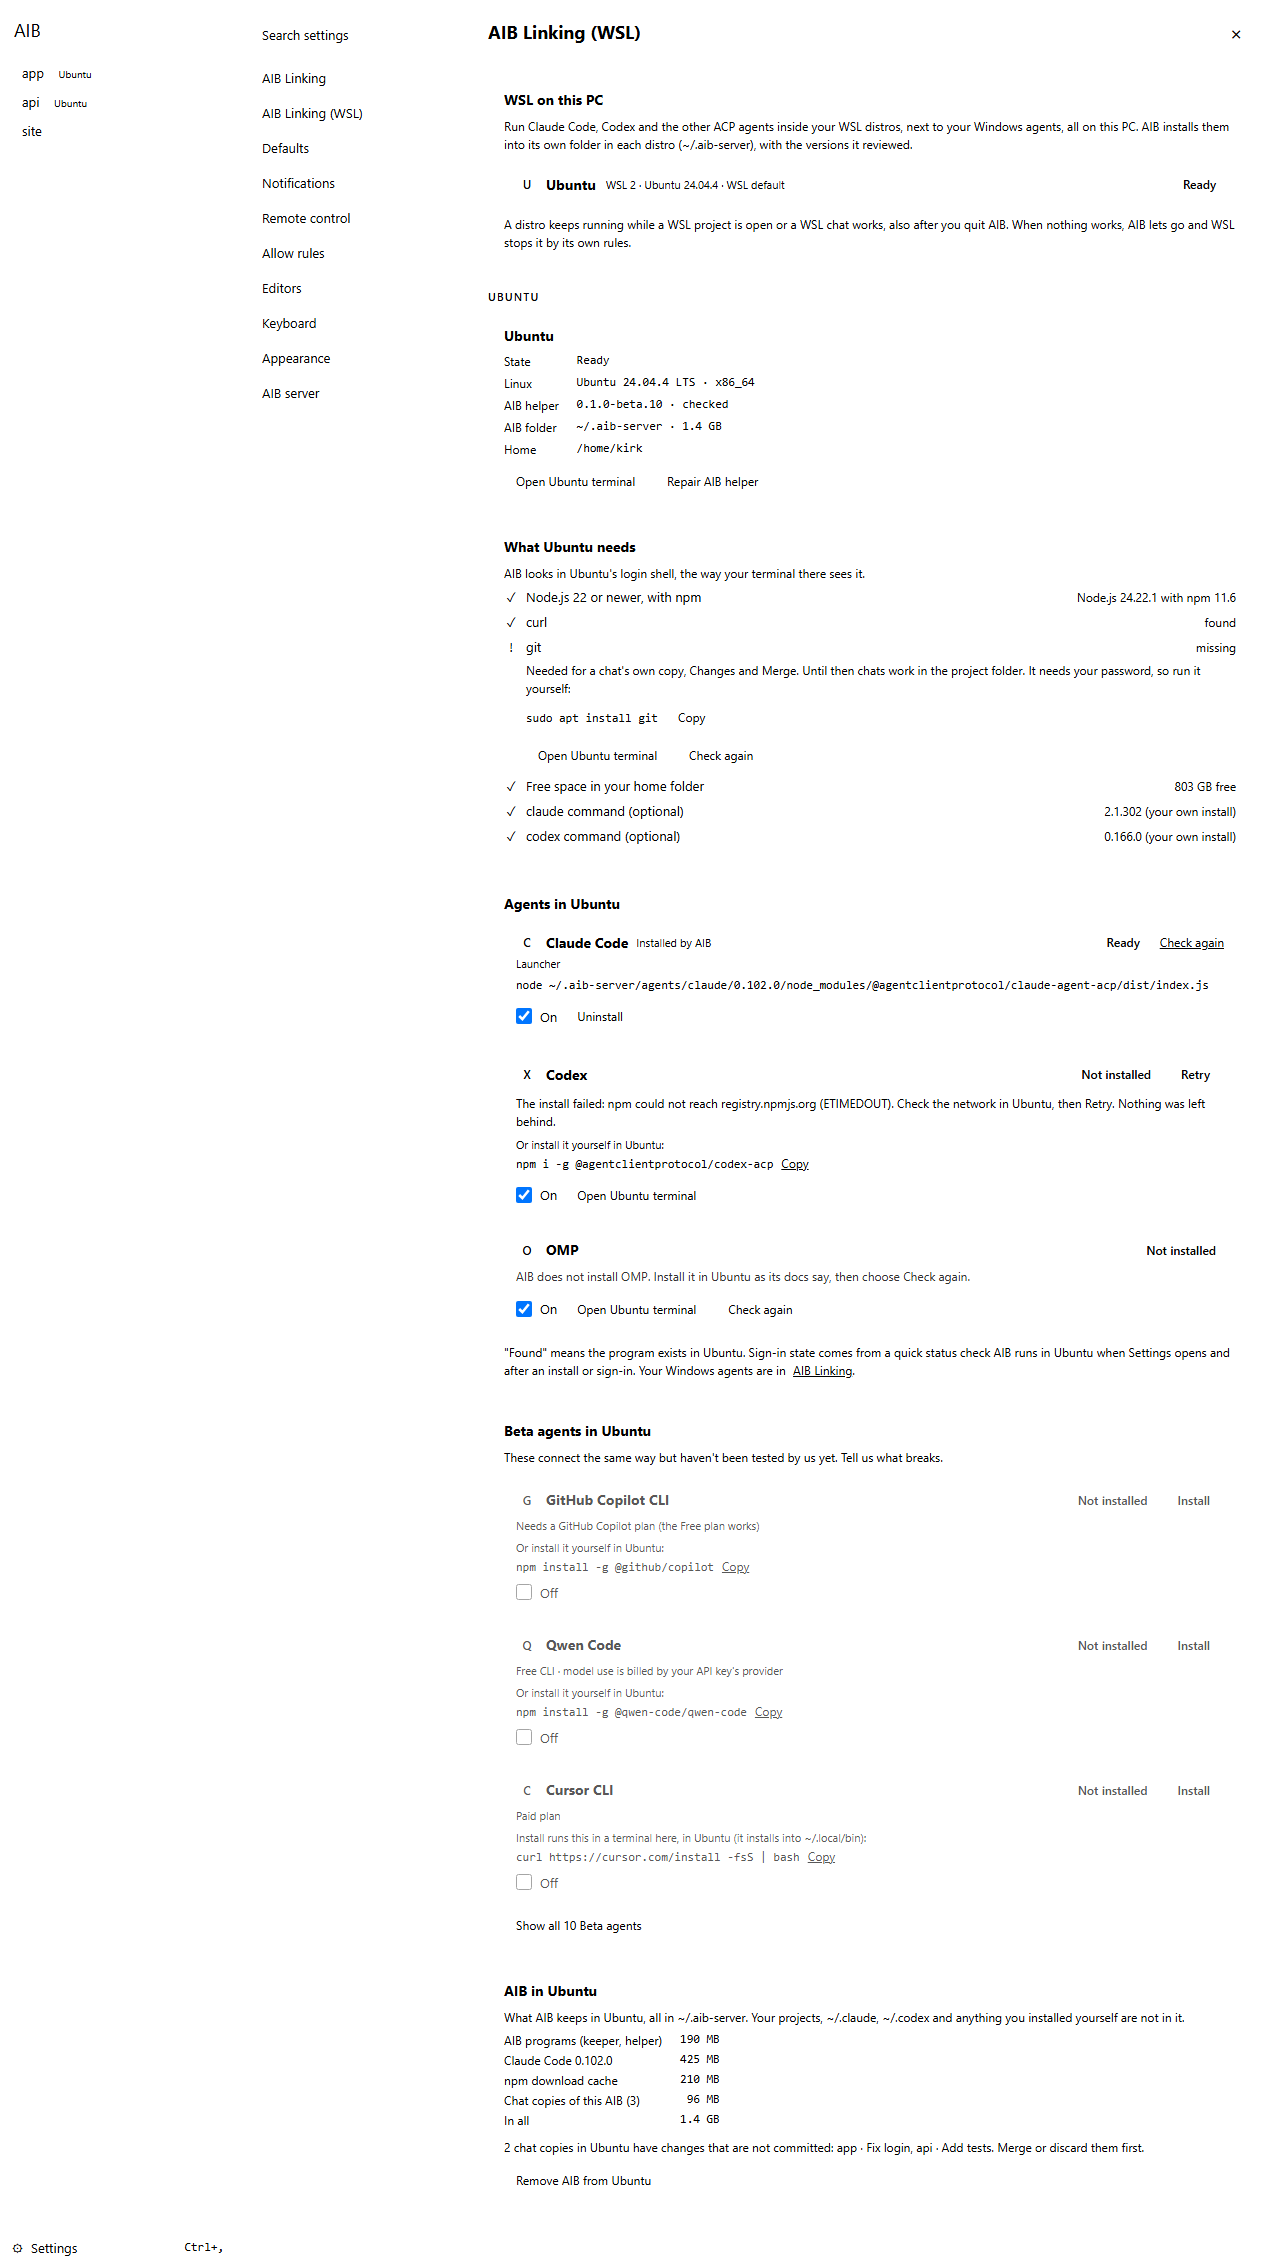 AIB
app Ubuntu
api Ubuntu
site
Search settings
AIB Linking
AIB Linking (WSL)
Defaults
Notifications
Remote control
Allow rules
Editors
Keyboard
Appearance
AIB server
AIB Linking (WSL) ×
WSL on this PC
Run Claude Code, Codex and the other ACP agents inside your WSL distros, next to your Windows agents, all on this PC. AIB installs them
into its own folder in each distro (~/.aib-server), with the versions it reviewed.
U Ubuntu WSL 2 · Ubuntu 24.04.4 · WSL default Ready
A distro keeps running while a WSL project is open or a WSL chat works, also after you quit AIB. When nothing works, AIB lets go and WSL
stops it by its own rules.
UBUNTU
Ubuntu
State Ready
Linux Ubuntu 24.04.4 LTS · x86_64
AIB helper 0.1.0-beta.10 · checked
AIB folder ~/.aib-server · 1.4 GB
Home /home/kirk
Open Ubuntu terminal Repair AIB helper
What Ubuntu needs
AIB looks in Ubuntu's login shell, the way your terminal there sees it.
✓ Node.js 22 or newer, with npm Node.js 24.22.1 with npm 11.6
✓ curl found
! git missing
Needed for a chat's own copy, Changes and Merge. Until then chats work in the project folder. It needs your password, so run it
yourself:
sudo apt install git Copy
Open Ubuntu terminal Check again
✓ Free space in your home folder 803 GB free
✓ claude command (optional) 2.1.302 (your own install)
✓ codex command (optional) 0.166.0 (your own install)
Agents in Ubuntu
C Claude Code Installed by AIB Ready Check again
Launcher
node ~/.aib-server/agents/claude/0.102.0/node_modules/@agentclientprotocol/claude-agent-acp/dist/index.js
On Uninstall
X Codex Not installed Retry
The install failed: npm could not reach registry.npmjs.org (ETIMEDOUT). Check the network in Ubuntu, then Retry. Nothing was left
behind.
Or install it yourself in Ubuntu:
npm i -g @agentclientprotocol/codex-acp Copy
On Open Ubuntu terminal
O OMP Not installed
AIB does not install OMP. Install it in Ubuntu as its docs say, then choose Check again.
On Open Ubuntu terminal Check again
"Found" means the program exists in Ubuntu. Sign-in state comes from a quick status check AIB runs in Ubuntu when Settings opens and
after an install or sign-in. Your Windows agents are in AIB Linking.
Beta agents in Ubuntu
These connect the same way but haven't been tested by us yet. Tell us what breaks.
G GitHub Copilot CLI Not installed Install
Needs a GitHub Copilot plan (the Free plan works)
Or install it yourself in Ubuntu:
npm install -g @github/copilot Copy
Off
Q Qwen Code Not installed Install
Free CLI · model use is billed by your API key's provider
Or install it yourself in Ubuntu:
npm install -g @qwen-code/qwen-code Copy
Off
C Cursor CLI Not installed Install
Paid plan
Install runs this in a terminal here, in Ubuntu (it installs into ~/.local/bin):
curl https://cursor.com/install -fsS | bash Copy
Off
Show all 10 Beta agents
AIB in Ubuntu
What AIB keeps in Ubuntu, all in ~/.aib-server. Your projects, ~/.claude, ~/.codex and anything you installed yourself are not in it.
AIB programs (keeper, helper) 190 MB
Claude Code 0.102.0 425 MB
npm download cache 210 MB
Chat copies of this AIB (3) 96 MB
In all 1.4 GB
2 chat copies in Ubuntu have changes that are not committed: app · Fix login, api · Add tests. Merge or discard them first.
Remove AIB from Ubuntu
⚙ Settings Ctrl+,